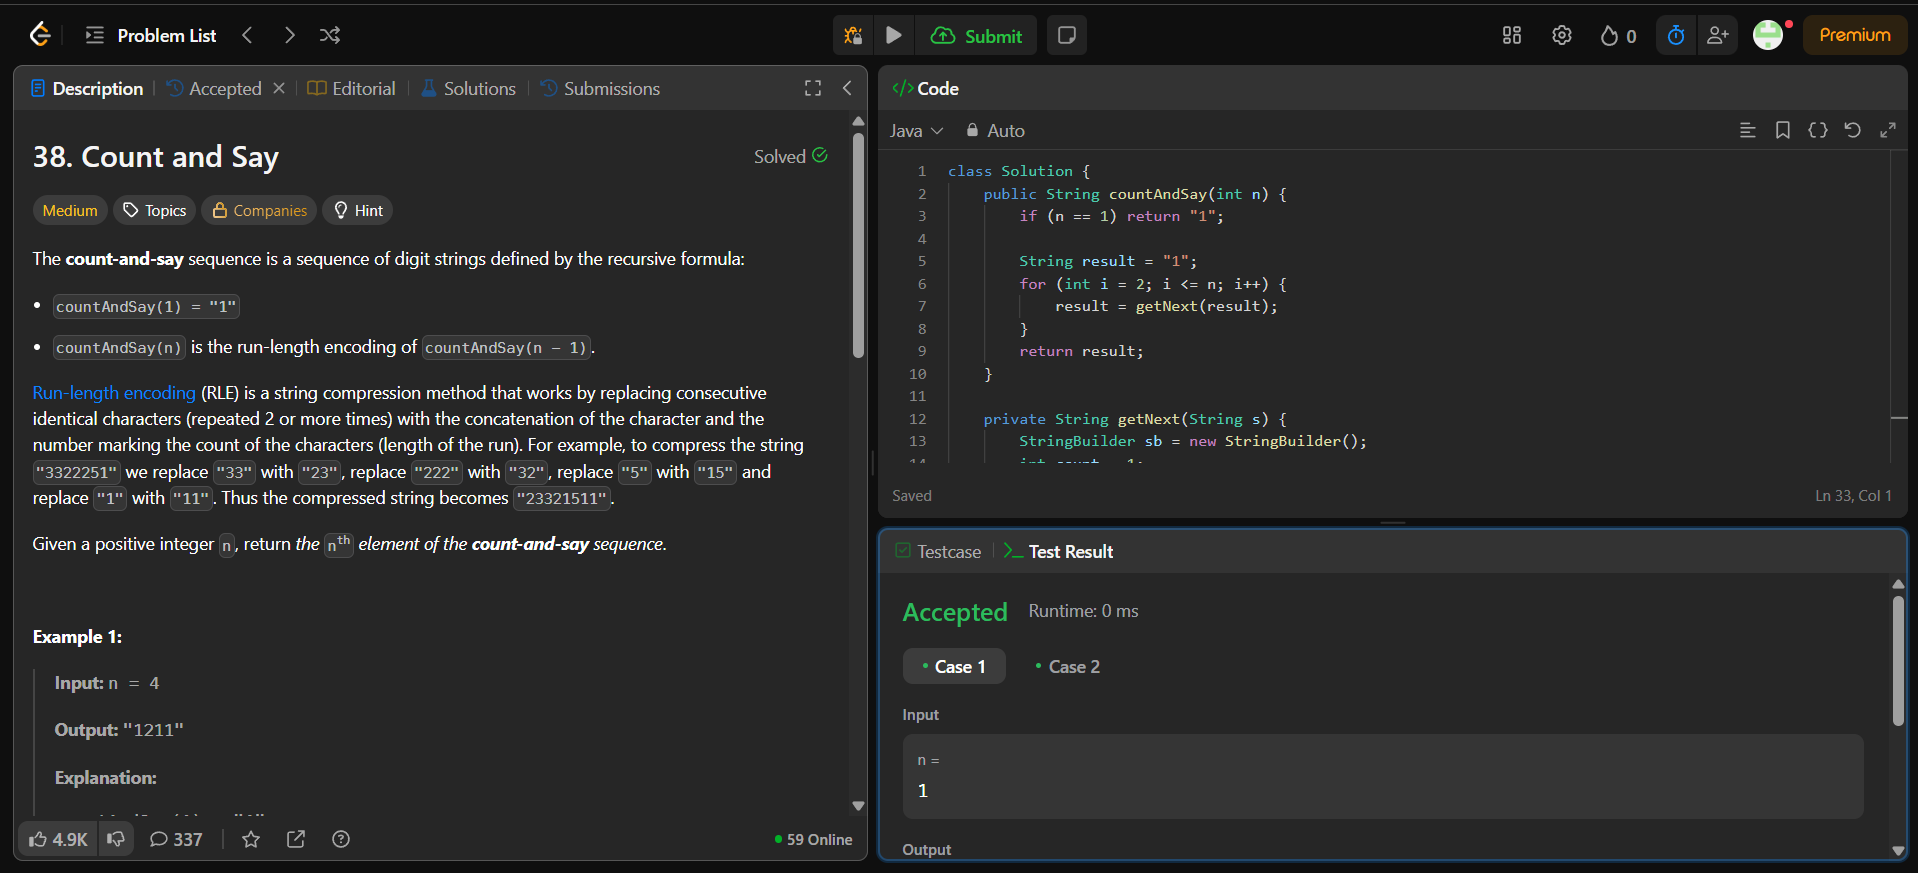 Problem List
Submit
0
Premium
Description
Accepted
Editorial
Solutions
Submissions
38. Count and Say
Solved
Medium
Topics
Companies
Hint
The count-and-say sequence is a sequence of digit strings defined by the recursive formula:
• countAndSay(1) = "1"
• countAndSay(n) is the run-length encoding of countAndSay(n - 1).
Run-length encoding (RLE) is a string compression method that works by replacing consecutive
identical characters (repeated 2 or more times) with the concatenation of the character and the
number marking the count of the characters (length of the run). For example, to compress the string
"3322251" we replace "33" with "23", replace "222" with "32", replace "5" with "15" and
replace "1" with "11". Thus the compressed string becomes "23321511".
Given a positive integer n, return the nth element of the count-and-say sequence.
Example 1:
Input: n = 4
Output: "1211"
Explanation:
4.9K
337
59 Online
Code
Java
Auto
1 class Solution {
2 public String countAndSay(int n) {
3 if (n == 1) return "1";
4
5 String result = "1";
6 for (int i = 2; i <= n; i++) {
7 result = getNext(result);
8 }
9 return result;
10 }
11
12 private String getNext(String s) {
13 StringBuilder sb = new StringBuilder();
14 int count = 1;
Saved
Ln 33, Col 1
Testcase
Test Result
Accepted
Runtime: 0 ms
Case 1
Case 2
Input
n =
1
Output